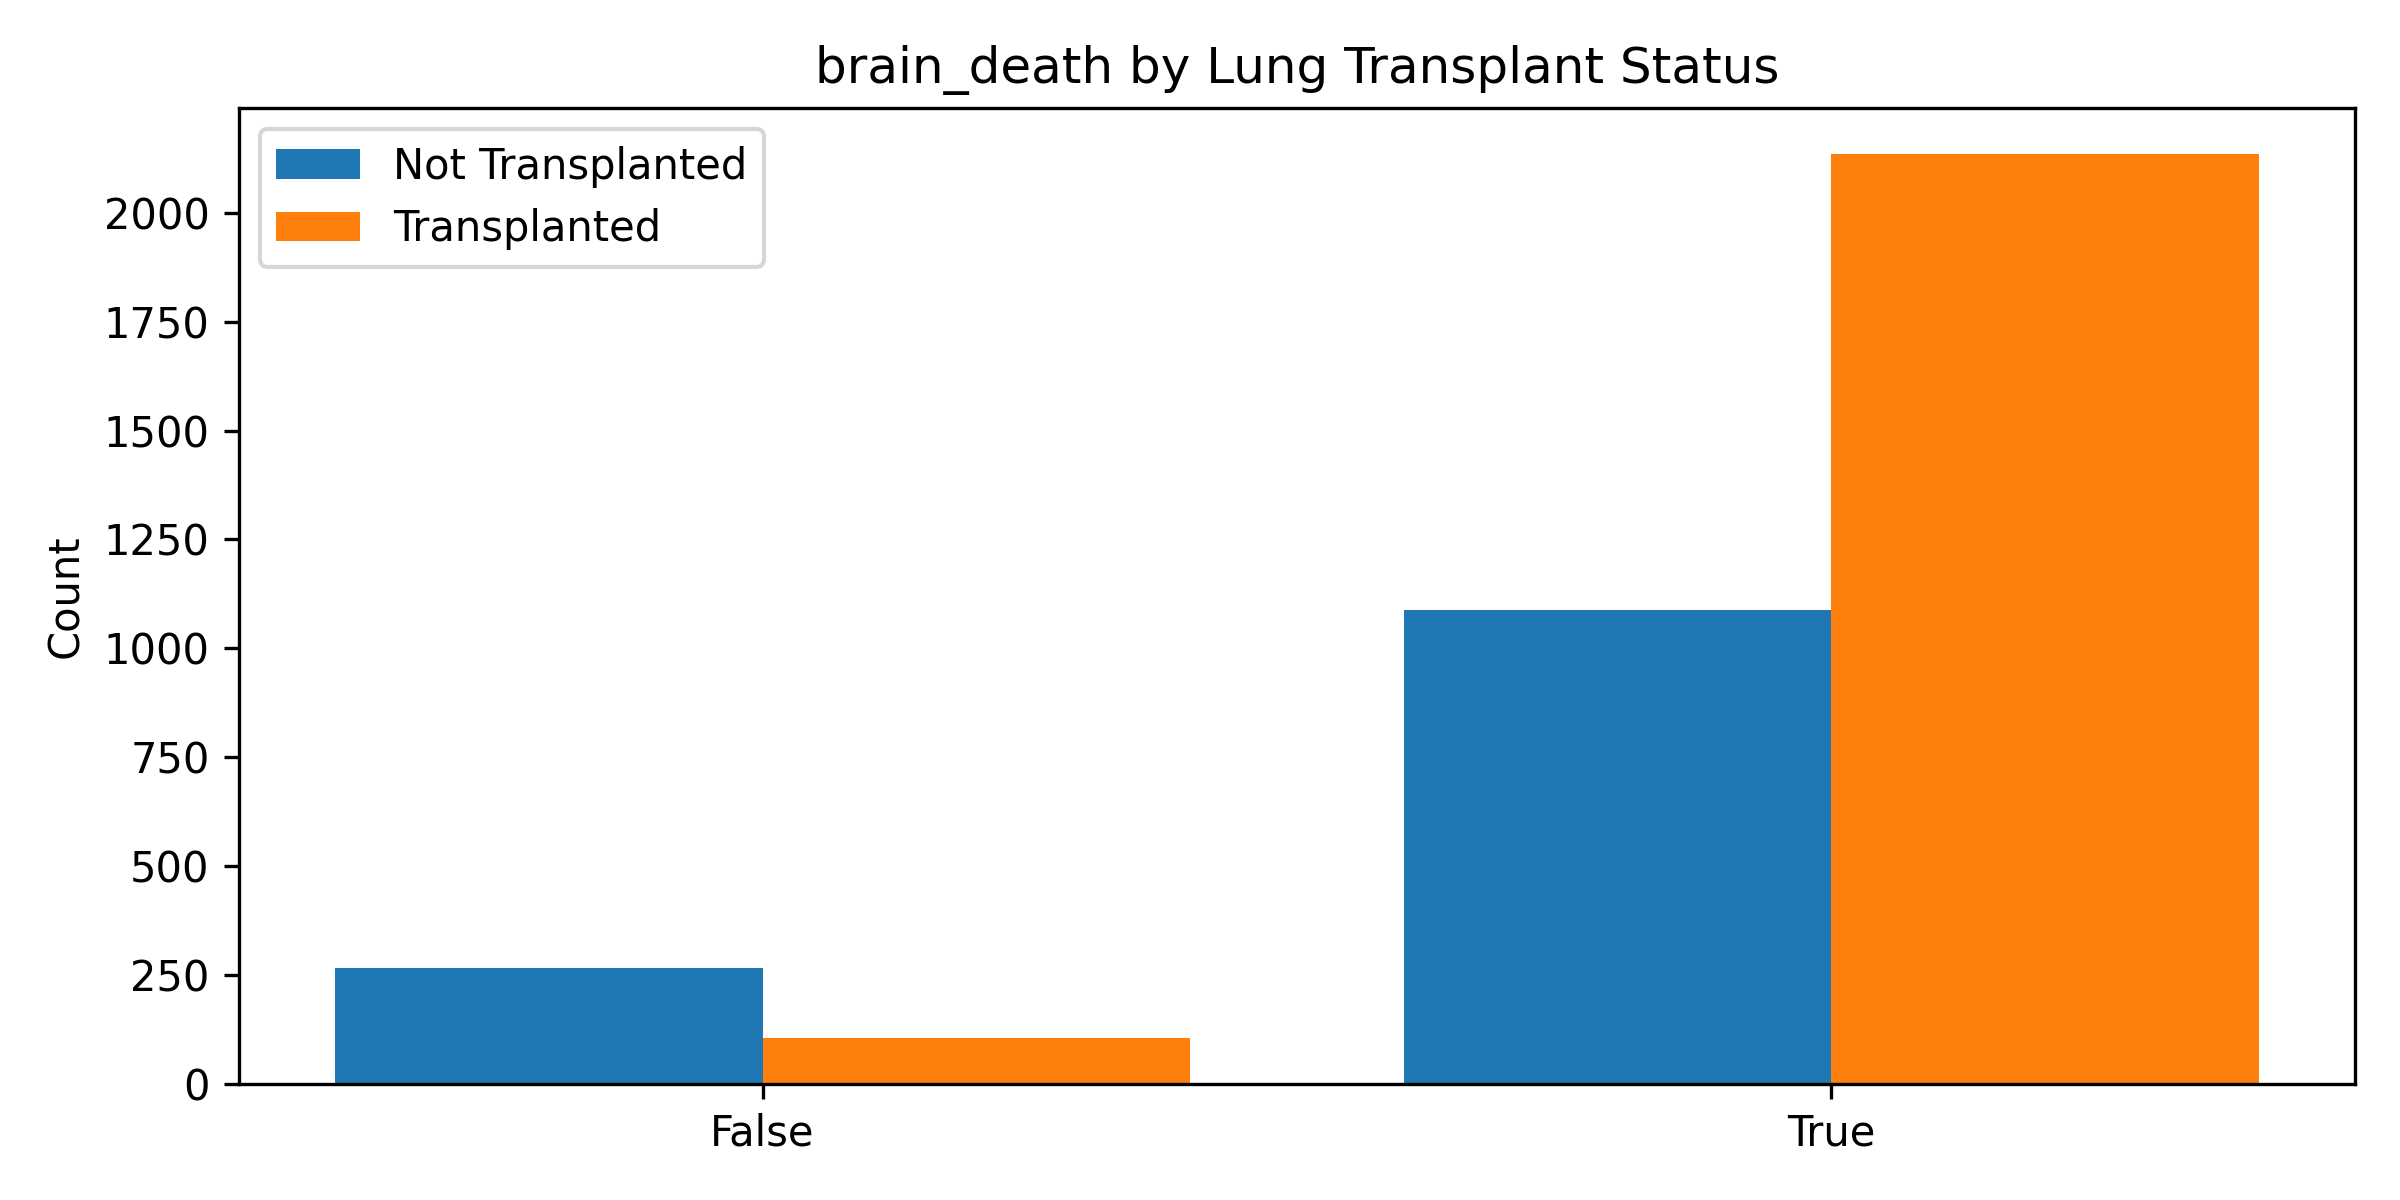 brain_death by Lung Transplant Status
Not Transplanted
Transplanted
Count
2000
1750
1500
1250
1000
750
500
250
0
False
True